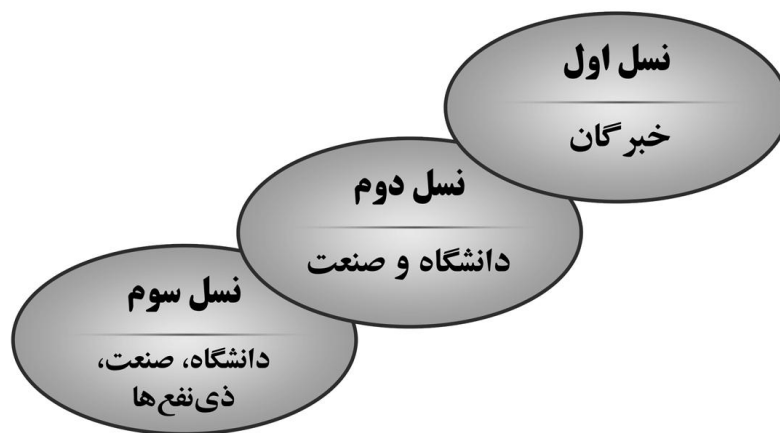 نسل اول
خبرگان
نسل دوم
دانشگاه و صنعت
نسل سوم
دانشگاه، صنعت،
ذی‌نفع‌ها